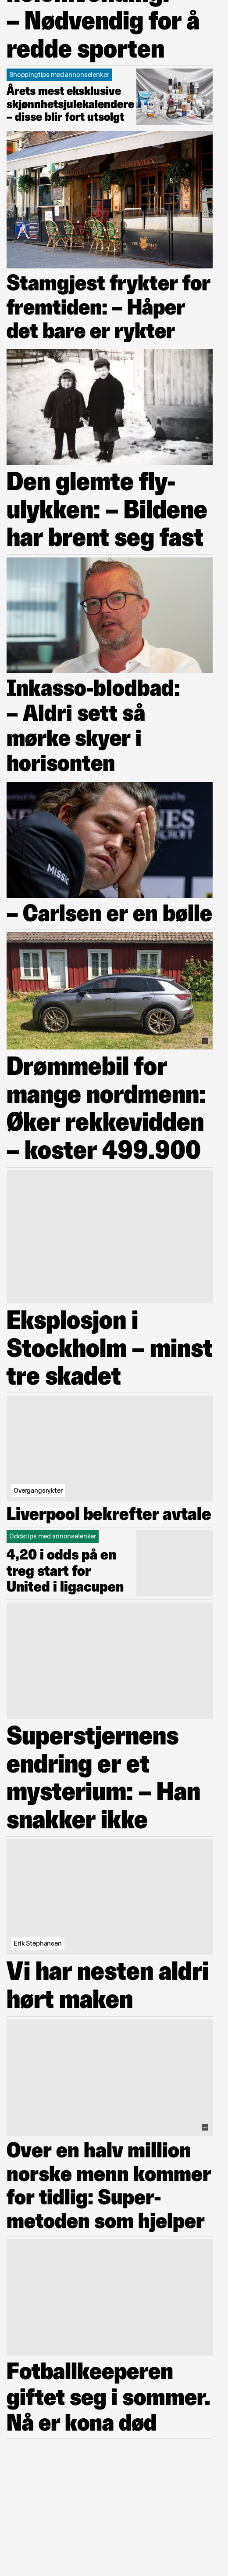 – Nødvendig for å
redde sporten
Shoppingtips med annonselenker
Årets mest eksklusive
skjønnhetsjulekalendere
– disse blir fort utsolgt
Stamgjest frykter for
fremtiden: – Håper
det bare er rykter
Den glemte fly-
ulykken: – Bildene
har brent seg fast
Inkasso-blodbad:
– Aldri sett så
mørke skyer i
horisonten
MISSIC
– Carlsen er en bølle
Drømmebil for
mange nordmenn:
Øker rekkevidden
– koster 499.900
Eksplosjon i
Stockholm – minst
tre skadet
Overgangsrykter
Liverpool bekrefter avtale
Oddstips med annonselenker
4,20 i odds på en
treg start for
United i ligacupen
Superstjernens
endring er et
mysterium: – Han
snakker ikke
Erik Stephansen
Vi har nesten aldri
hørt maken
Over en halv million
norske menn kommer
for tidlig: Super-
metoden som hjelper
Fotballkeeperen
giftet seg i sommer.
Nå er kona død